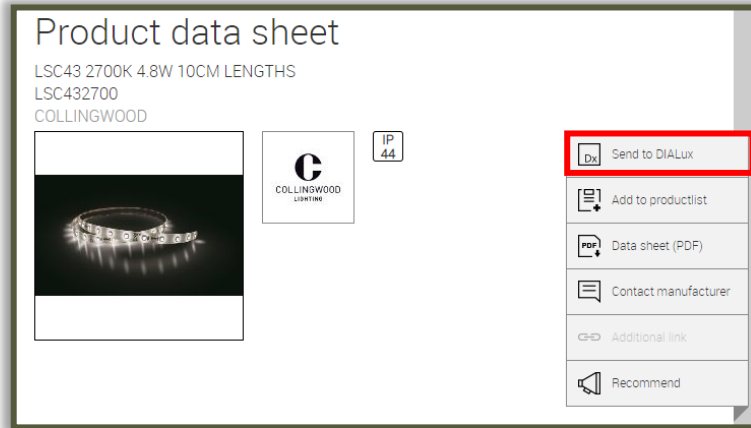 Product data sheet
LSC43 2700K 4.8W 10CM LENGTHS
LSC432700
COLLINGWOOD
C
COLLINGWOOD
LIGHTING
IP
44
Dx Send to DIALux
Add to productlist
PDF Data sheet (PDF)
Contact manufacturer
Additional link
Recommend